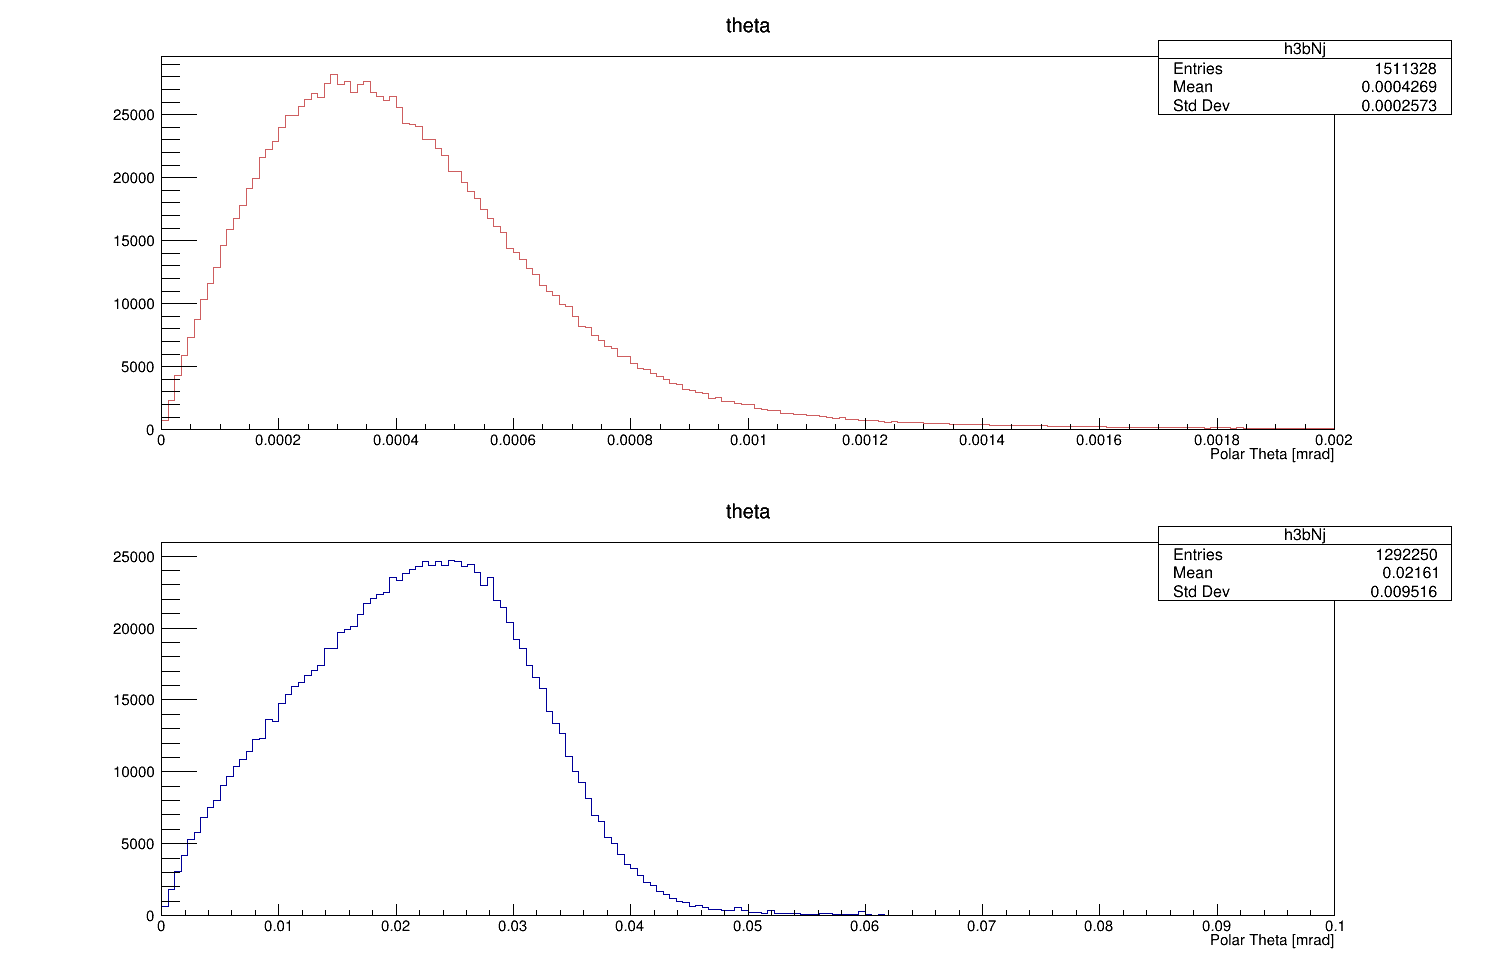 theta
h3bNj
Entries 1511328
Mean 0.0004269
Std Dev 0.0002573
25000
20000
15000
10000
5000
0
0 0.0002 0.0004 0.0006 0.0008 0.001 0.0012 0.0014 0.0016 0.0018 0.002
Polar Theta [mrad]
theta
h3bNj
Entries 1292250
Mean 0.02161
Std Dev 0.009516
25000
20000
15000
10000
5000
0
0 0.01 0.02 0.03 0.04 0.05 0.06 0.07 0.08 0.09 0.1
Polar Theta [mrad]